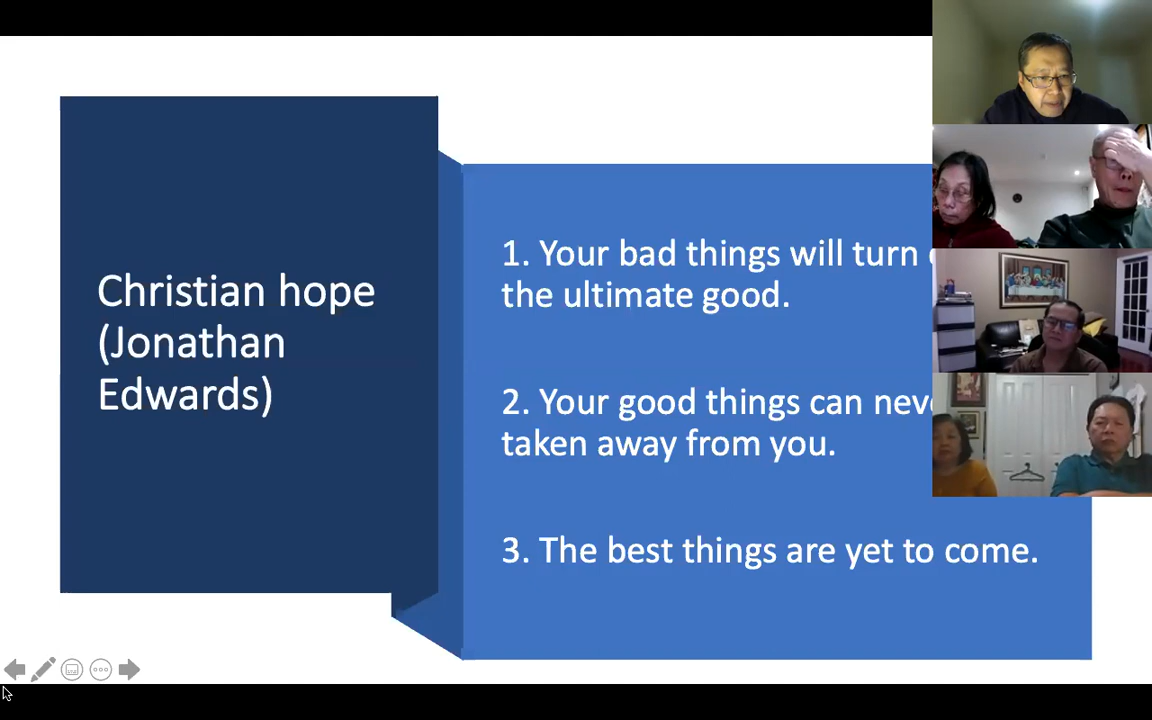 Christian hope
(Jonathan
Edwards)
1. Your bad things will turn
the ultimate good.
2. Your good things can
taken away from you.
3. The best things are yet to come.